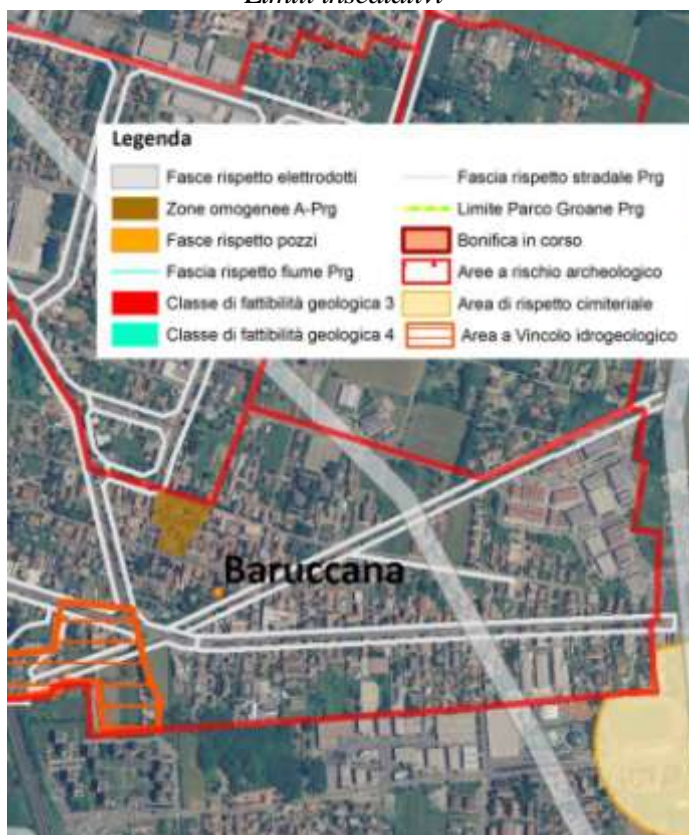 Limiti insediativi
Legenda
Fasce rispetto elettrodotti
Zone omogenee A-Prg
Fasce rispetto pozzi
Fascia rispetto fiume Prg
Classe di fattibilità geologica 3
Classe di fattibilità geologica 4
Fascia rispetto stradale Prg
Limite Parco Groane Prg
Bonifica in corso
Aree a rischio archeologico
Area di rispetto cimiteriale
Area a Vincolo idrogeologico
Baruccana